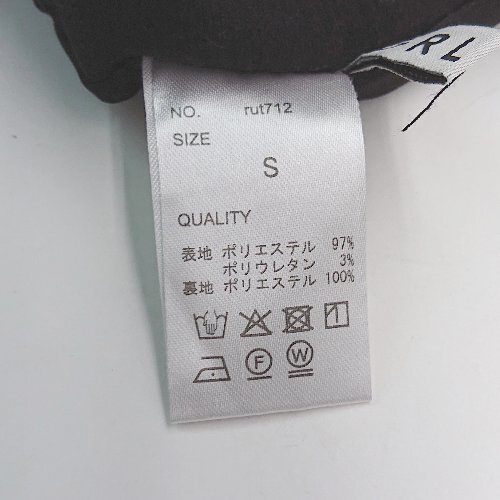 RL
NO. rut712
SIZE
S
QUALITY
表地 ポリエステル 97%
ポリウレタン 3%
裏地 ポリエステル 100%
F W